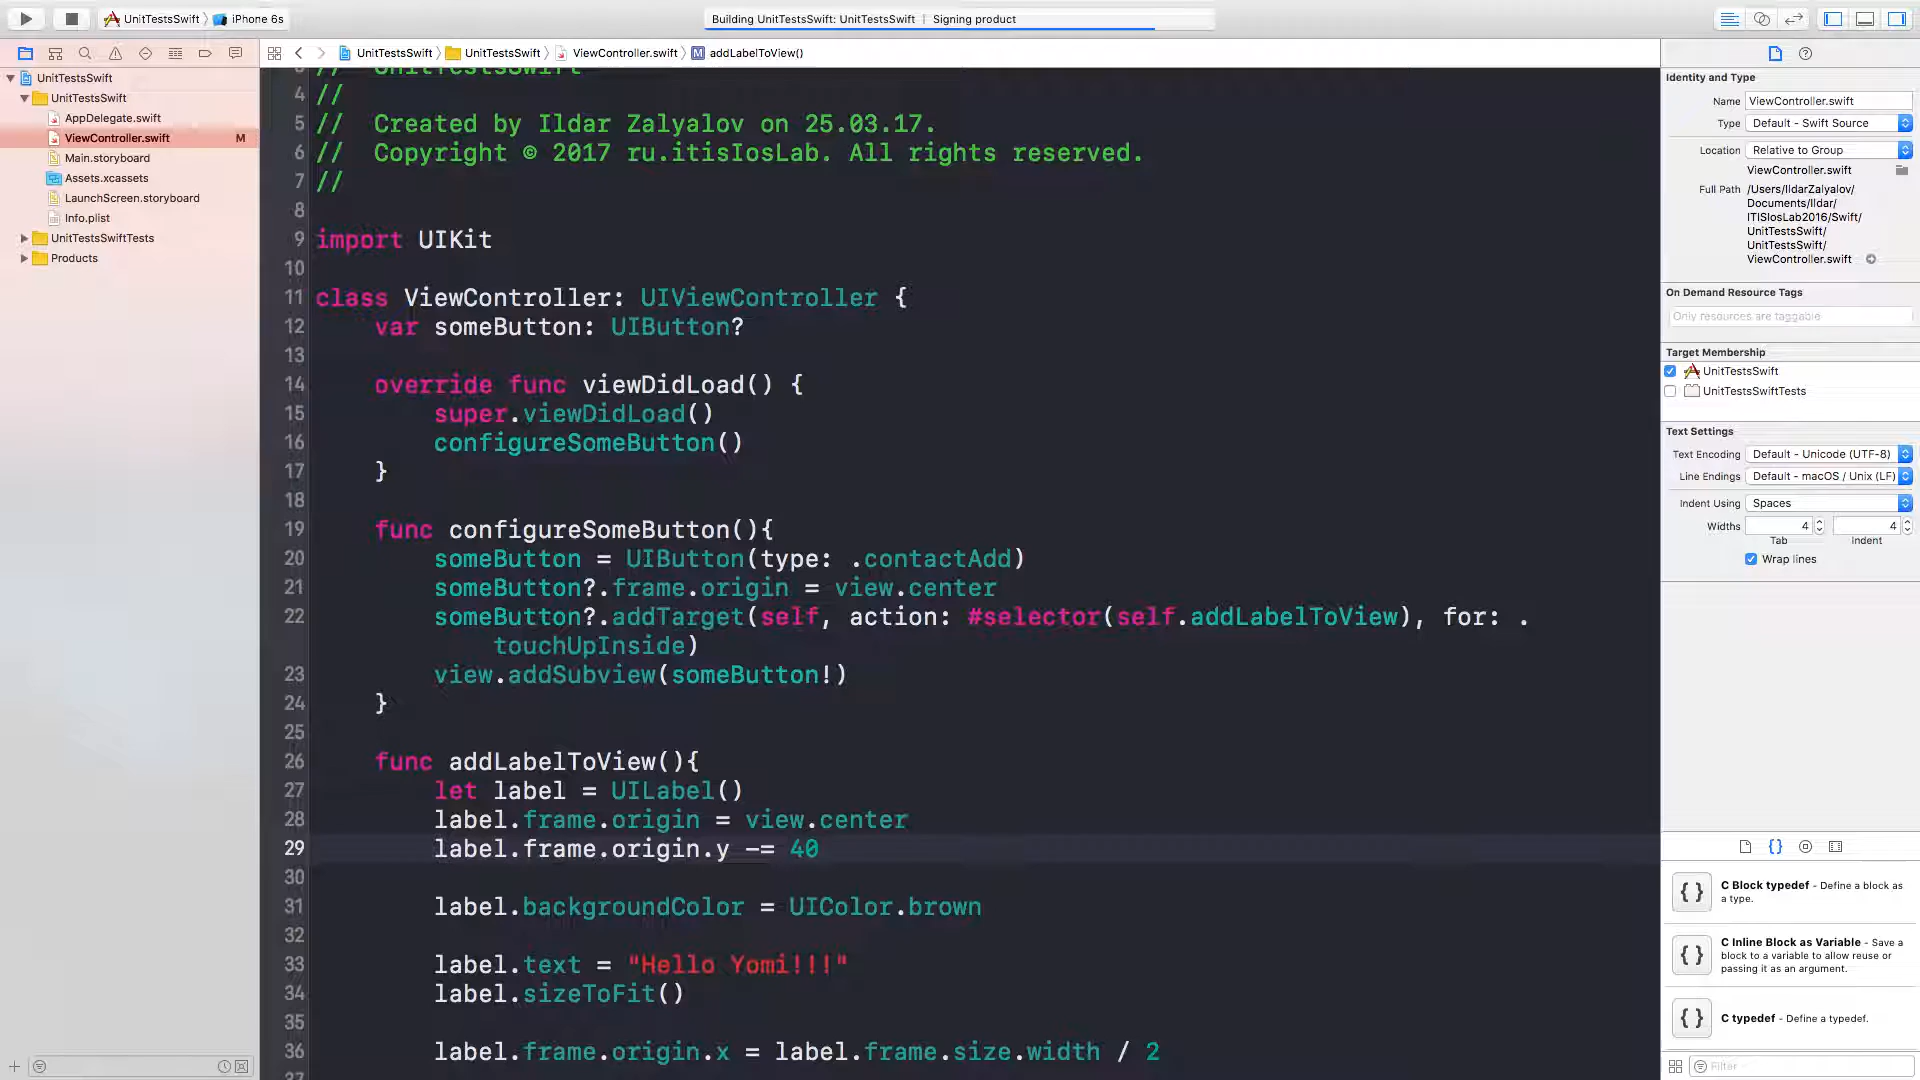 UnitTestsSwift
iPhone 6s
Building UnitTestsSwift: UnitTestsSwift
Signing product
UnitTestsSwift
UnitTestsSwift
ViewController.swift
M addLabelToView()
UnitTestsSwift
UnitTestsSwift
AppDelegate.swift
ViewController.swift M
Main.storyboard
Assets.xcassets
LaunchScreen.storyboard
Info.plist
UnitTestsSwiftTests
Products
3 // UnitTestsSwift
4 //
5 // Created by Ildar Zalyalov on 25.03.17.
6 // Copyright © 2017 ru.itisIosLab. All rights reserved.
7 //
8
9 import UIKit
10
11 class ViewController: UIViewController {
12 var someButton: UIButton?
13
14 override func viewDidLoad() {
15 super.viewDidLoad()
16 configureSomeButton()
17 }
18
19 func configureSomeButton(){
20 someButton = UIButton(type: .contactAdd)
21 someButton?.frame.origin = view.center
22 someButton?.addTarget(self, action: #selector(self.addLabelToView), for: .
touchUpInside)
23 view.addSubview(someButton!)
24 }
25
26 func addLabelToView(){
27 let label = UILabel()
28 label.frame.origin = view.center
29 label.frame.origin.y -= 40
30
31 label.backgroundColor = UIColor.brown
32
33 label.text = "Hello Yomi!!!"
34 label.sizeToFit()
35
36 label.frame.origin.x = label.frame.size.width / 2
37
Identity and Type
Name ViewController.swift
Type Default - Swift Source
Location Relative to Group
ViewController.swift
Full Path /Users/IldarZalyalov/
Documents/Ildar/
ITISIosLab2016/Swift/
UnitTestsSwift/
UnitTestsSwift/
ViewController.swift
On Demand Resource Tags
Only resources are taggable
Target Membership
UnitTestsSwift
UnitTestsSwiftTests
Text Settings
Text Encoding Default - Unicode (UTF-8)
Line Endings Default - macOS / Unix (LF)
Indent Using Spaces
Widths 4 4
Tab Indent
Wrap lines
{ } C Block typedef - Define a block as
a type.
{ } C Inline Block as Variable - Save a
block to a variable to allow reuse or
passing it as an argument.
{ } C typedef - Define a typedef.
Filter